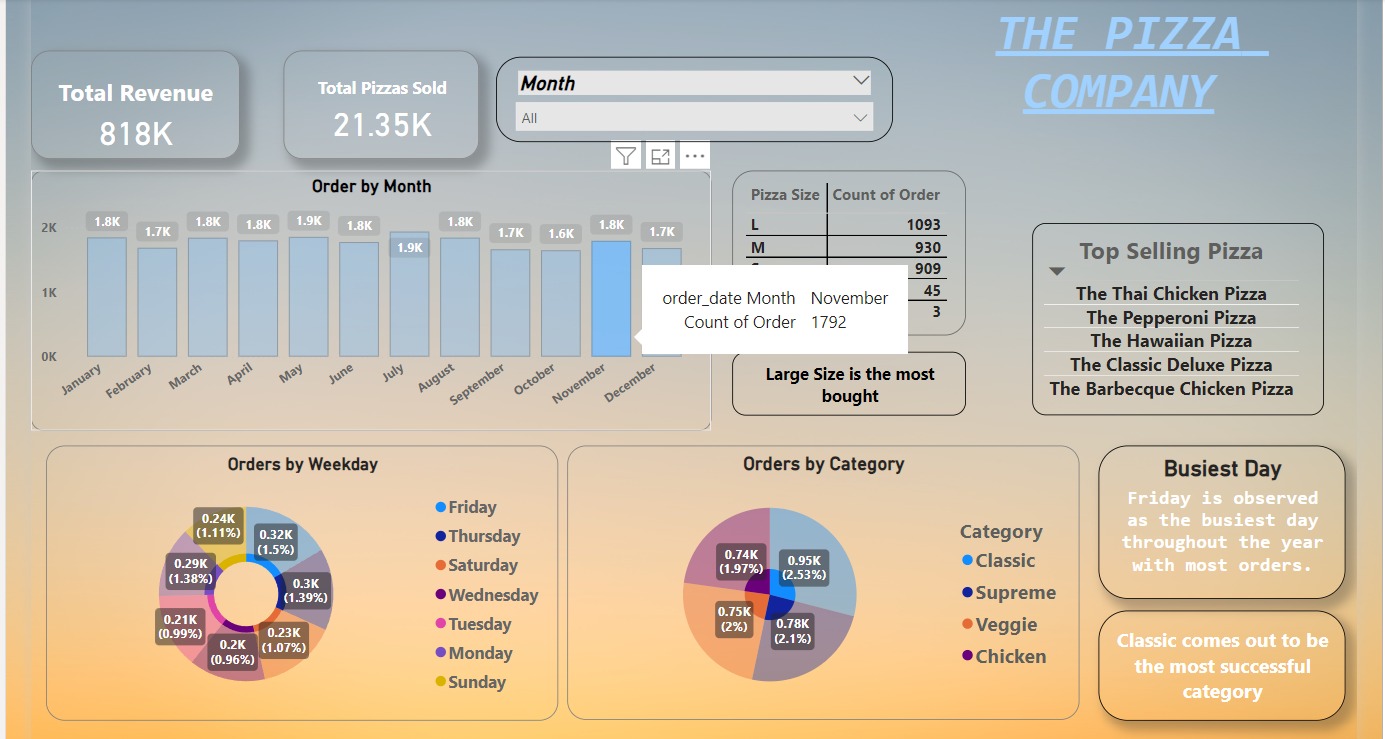 THE PIZZA
COMPANY
Total Revenue
818K
Total Pizzas Sold
21.35K
Month
All
Order by Month
2K
1K
0K
1.8K
1.7K
1.8K
1.8K
1.9K
1.8K
1.9K
1.8K
1.7K
1.6K
1.8K
1.7K
January
February
March
April
May
June
July
August
September
October
November
December
order_date Month November
Count of Order 1792
Pizza Size Count of Order
L 1093
M 930
909
45
3
Large Size is the most
bought
Top Selling Pizza
The Thai Chicken Pizza
The Pepperoni Pizza
The Hawaiian Pizza
The Classic Deluxe Pizza
The Barbecque Chicken Pizza
Orders by Weekday
0.32K
(1.5%)
0.3K
(1.39%)
0.23K
(1.07%)
0.2K
(0.96%)
0.21K
(0.99%)
0.29K
(1.38%)
0.24K
(1.11%)
Friday
Thursday
Saturday
Wednesday
Tuesday
Monday
Sunday
Orders by Category
0.95K
(2.53%)
0.78K
(2.1%)
0.75K
(2%)
0.74K
(1.97%)
Category
Classic
Supreme
Veggie
Chicken
Busiest Day
Friday is observed
as the busiest day
throughout the year
with most orders.
Classic comes out to be
the most successful
category